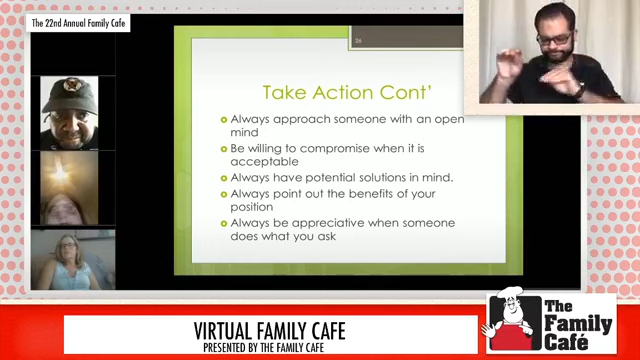 The 22nd Annual Family Cafe
26
Take Action Cont'
Always approach someone with an open
mind
Be willing to compromise when it is
acceptable
Always have potential solutions in mind.
Always point out the benefits of your
position
Always be appreciative when someone
does what you ask
VIRTUAL FAMILY CAFE
PRESENTED BY THE FAMILY CAFE
The
Family
Café